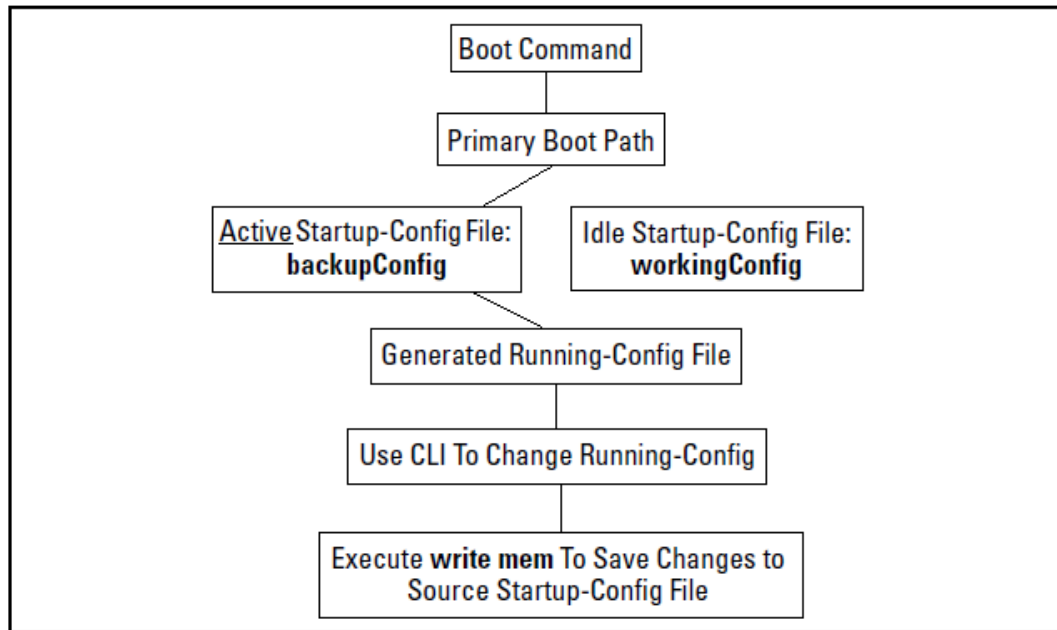 Boot Command
Primary Boot Path
Active Startup-Config File:
backupConfig
Idle Startup-Config File:
workingConfig
Generated Running-Config File
Use CLI To Change Running-Config
Execute write mem To Save Changes to
Source Startup-Config File